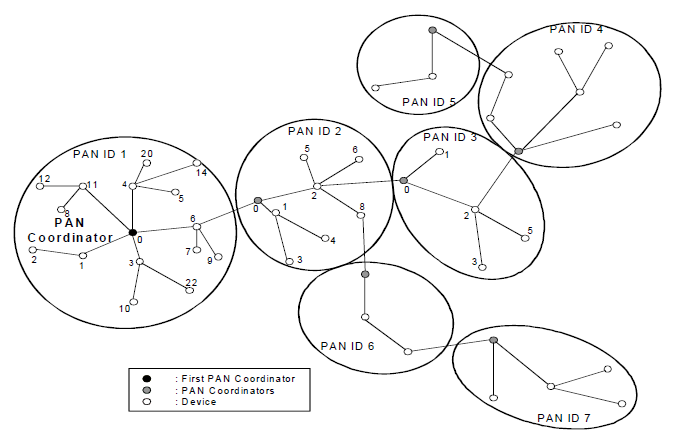 PAN ID 4
PAN ID 5
PAN ID 2
PAN ID 3
PAN ID 1
20
14
12
11
4
5
8
PAN
Coordinator
0
6
2
1
3
7
9
10
22
5
6
2
0
1
8
4
3
1
0
2
5
3
PAN ID 6
PAN ID 7
: First PAN Coordinator
: PAN Coordinators
: Device